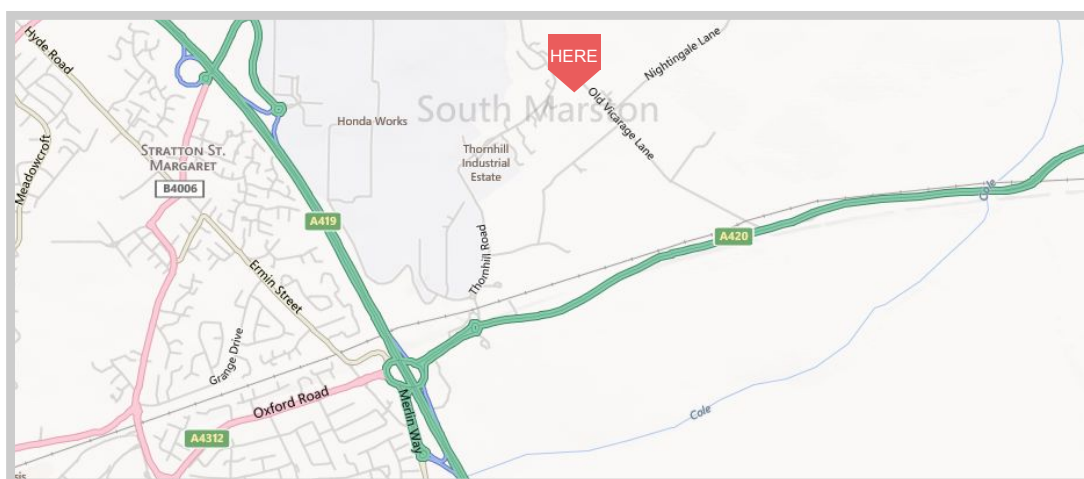 Hyde Road
HERE
Nightingale Lane
Old Vicarage Lane
South Marston
Honda Works
Meadowcroft
STRATTON ST.
MARGARET
B4006
Thornhill
Industrial
Estate
Cole
A419
A420
Thornhill Road
Ermin Street
Grange Drive
Oxford Road
Merlin Way
Cole
A4312
sis